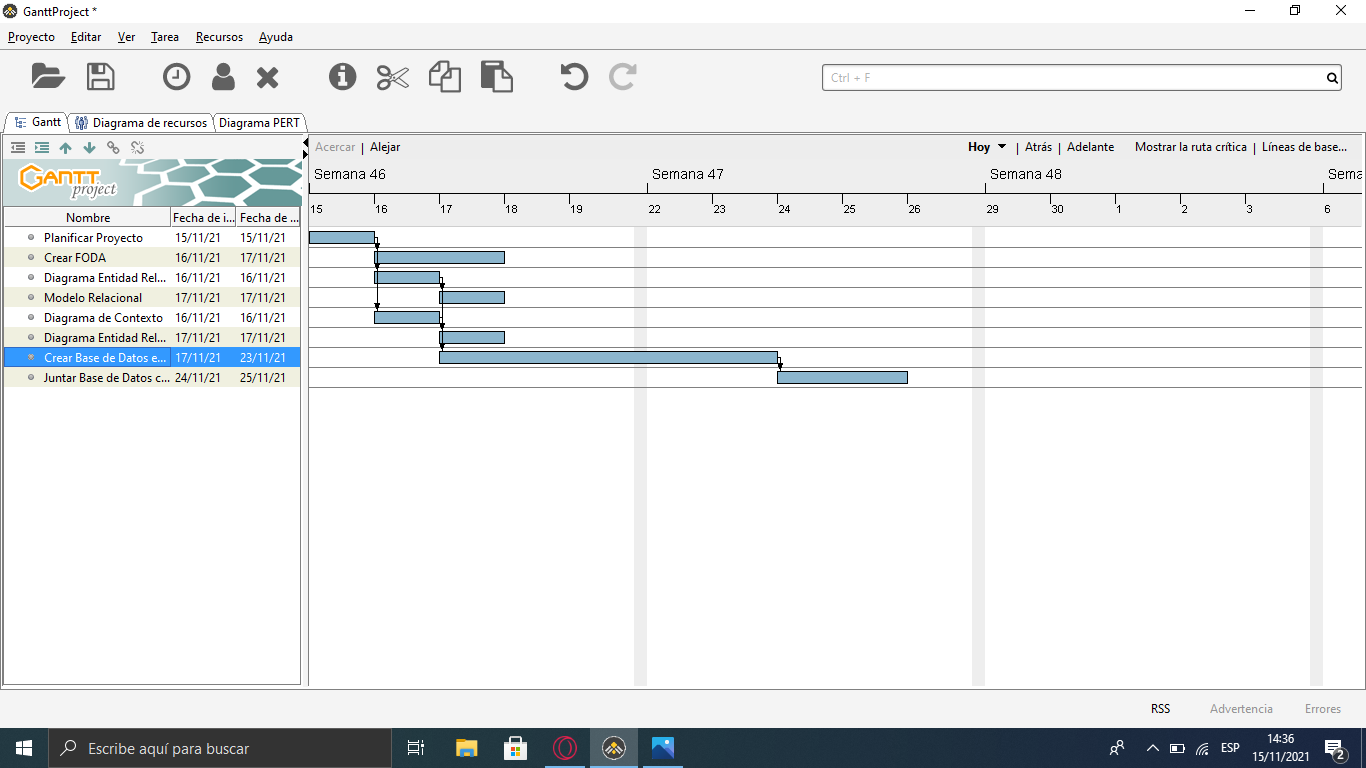 GanttProject *
Proyecto Editar Ver Tarea Recursos Ayuda
Ctrl + F
Gantt Diagrama de recursos Diagrama PERT
Acercar | Alejar Hoy | Atrás | Adelante Mostrar la ruta crítica | Líneas de base...
GANTT project
Semana 46 Semana 47 Semana 48 Sema
Nombre Fecha de i... Fecha de ...
15 16 17 18 19 22 23 24 25 26 29 30 1 2 3 6
Planificar Proyecto 15/11/21 15/11/21
Crear FODA 16/11/21 17/11/21
Diagrama Entidad Rel... 16/11/21 16/11/21
Modelo Relacional 17/11/21 17/11/21
Diagrama de Contexto 16/11/21 16/11/21
Diagrama Entidad Rel... 17/11/21 17/11/21
Crear Base de Datos e... 17/11/21 23/11/21
Juntar Base de Datos c... 24/11/21 25/11/21
RSS Advertencia Errores
Escribe aquí para buscar
ESP
14:36
15/11/2021
2